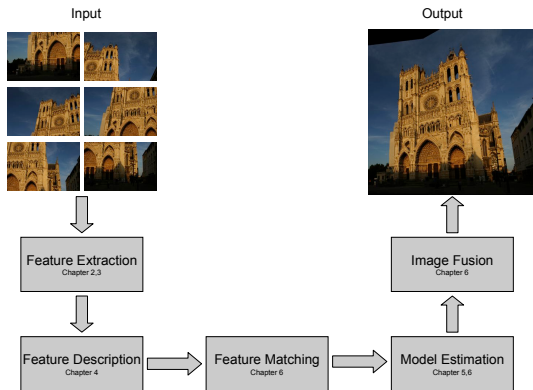 Input
Output
Feature Extraction
Chapter 2,3
Image Fusion
Chapter 6
Feature Description
Chapter 4
Feature Matching
Chapter 6
Model Estimation
Chapter 5,6